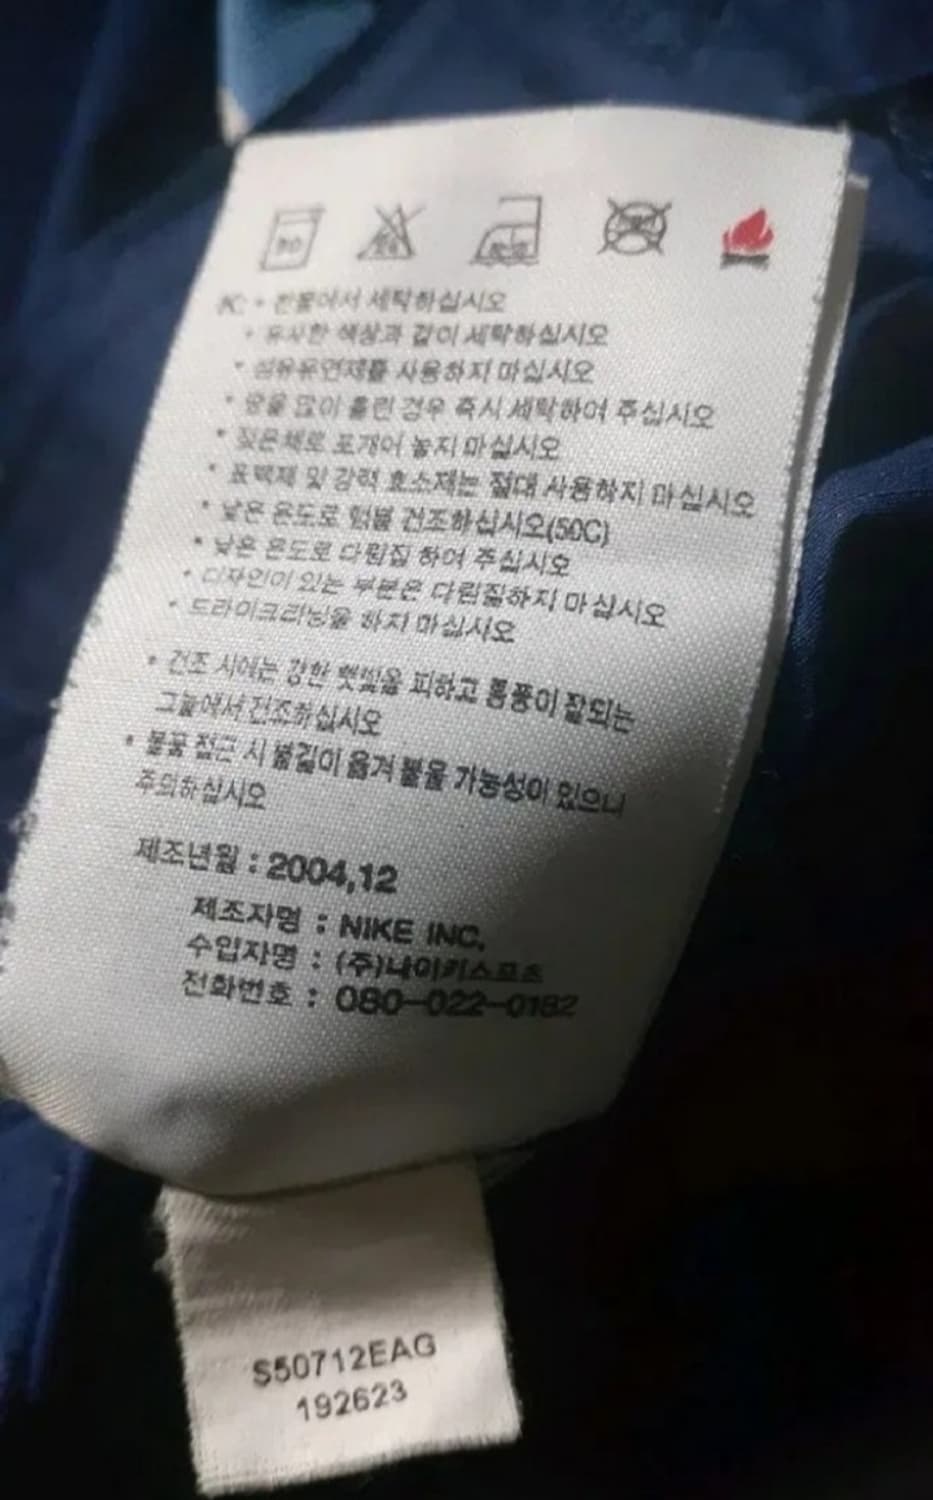 K: • 찬물에서 세탁하십시오
• 유사한 색상과 같이 세탁하십시오
• 섬유유연제를 사용하지 마십시오
• 땀을 많이 흘린 경우 즉시 세탁하여 주십시오
• 젖은채로 포개어 놓지 마십시오
• 표백제 및 강력 효소제는 절대 사용하지 마십시오
• 낮은 온도로 텀블 건조하십시오(50C)
• 낮은 온도로 다림질 하여 주십시오
• 디자인이 있는 부분은 다림질하지 마십시오
• 드라이크리닝을 하지 마십시오
• 건조 시에는 강한 햇빛을 피하고 통풍이 잘되는
그늘에서 건조하십시오
• 불꽃 접근 시 불길이 옮겨 붙을 가능성이 있으니
주의하십시오
제조년월 : 2004,12
제조자명 : NIKE INC.
수입자명 : (주)나이키스포츠
전화번호 : 080-022-0182
S50712EAG
192623